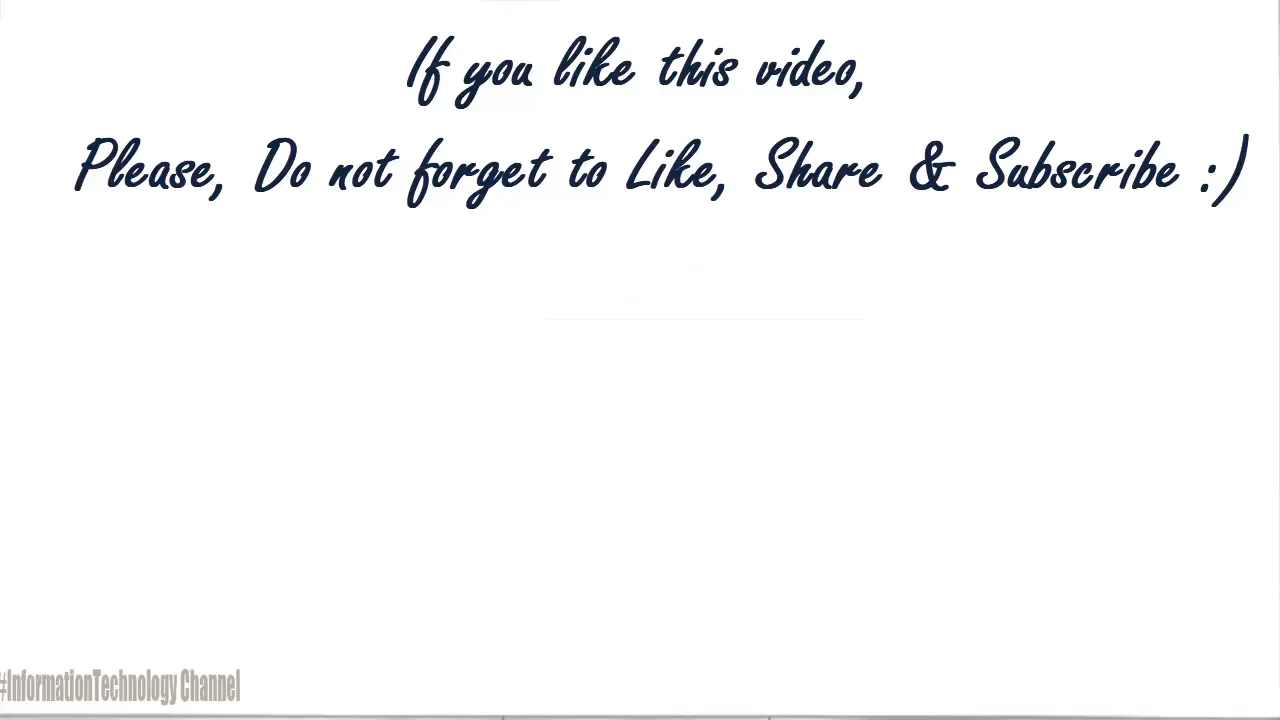 If you like this video,
Please, Do not forget to Like, Share & Subscribe :)
#InformationTechnology Channel